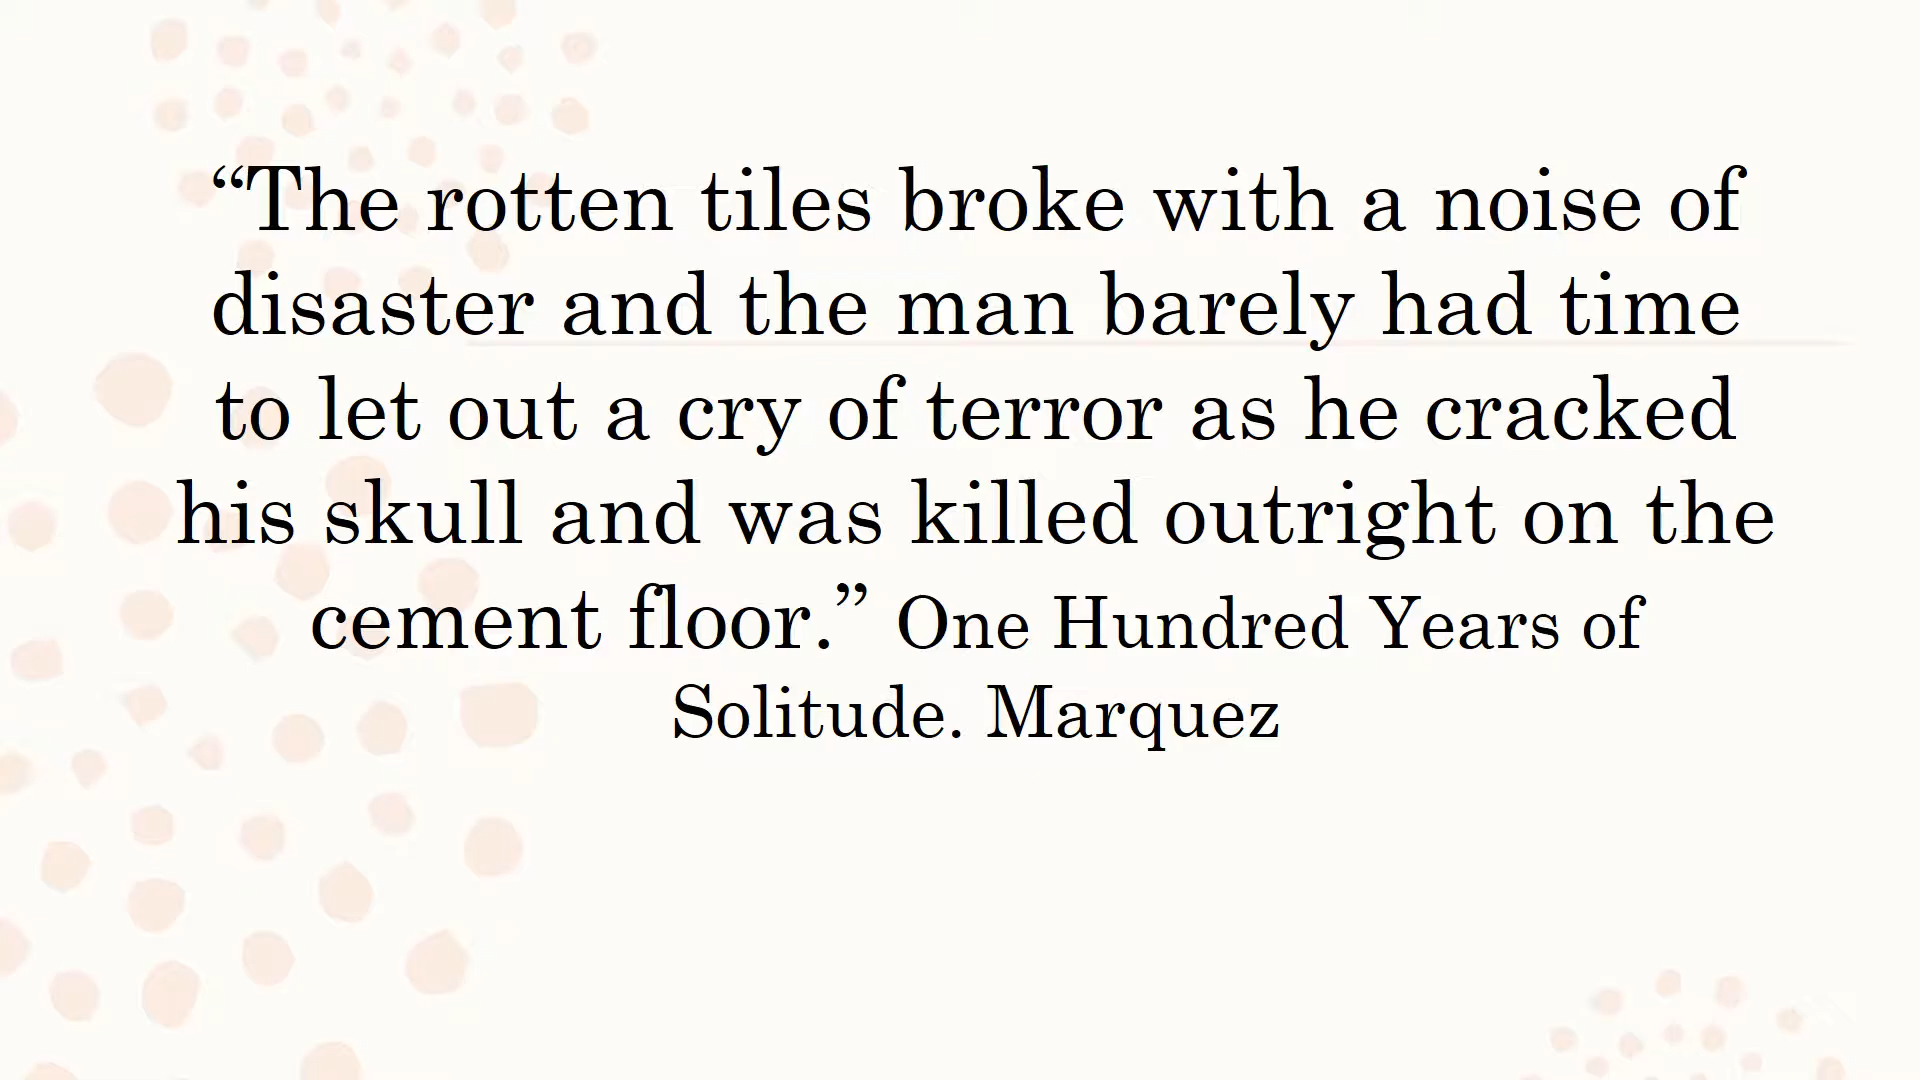 “The rotten tiles broke with a noise of
disaster and the man barely had time
to let out a cry of terror as he cracked
his skull and was killed outright on the
cement floor.” One Hundred Years of
Solitude. Marquez